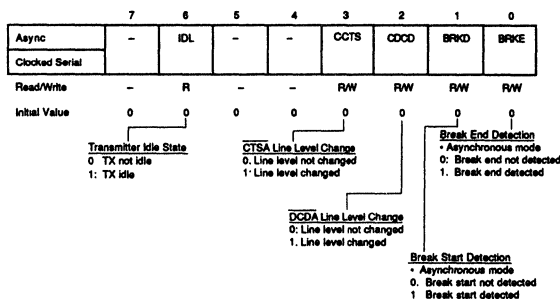 7 6 5 4 3 2 1 0
Async – IDL – – CCTS CDCD BRKD BRKE
Clocked Serial
Read/Write – R – – R/W R/W R/W R/W
Initial Value 0 0 0 0 0 0 0 0
Transmitter Idle State
0 TX not idle
1: TX idle
CTSA Line Level Change
0. Line level not changed
1· Line level changed
DCDA Line Level Change
0: Line level not changed
1. Line level changed
Break End Detection
• Asynchronous mode
0: Break end not detected
1. Break end detected
Break Start Detection
• Asynchronous mode
0. Break start not detected
1 Break start detected